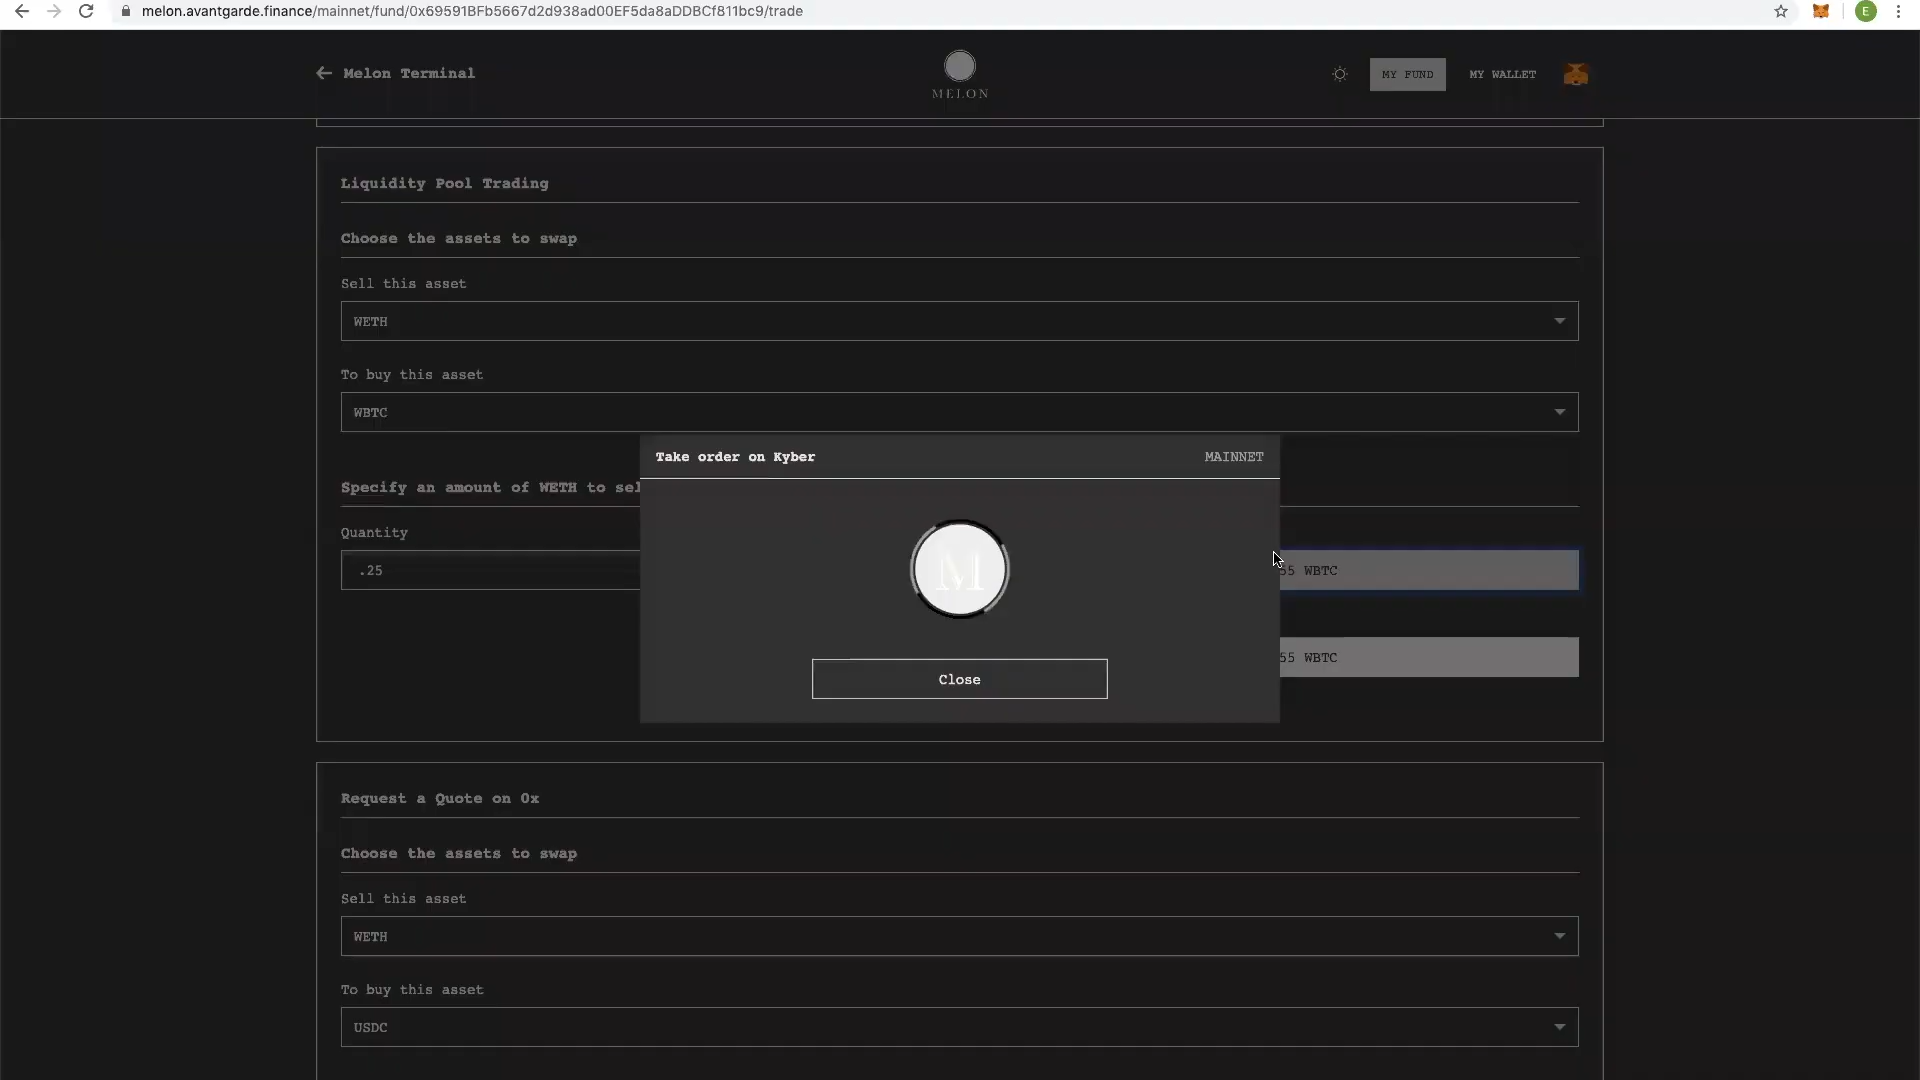 melon.avantgarde.finance/mainnet/fund/0x69591BFb5667d2d938ad00EF5da8aDDBCf811bc9/trade
E
Melon Terminal
MELON
MY FUND
MY WALLET
Liquidity Pool Trading
Choose the assets to swap
Sell this asset
WETH
To buy this asset
WBTC
Take order on Kyber
MAINNET
Specify an amount of WETH to sel
Quantity
.25
M
55 WBTC
55 WBTC
Close
Request a Quote on 0x
Choose the assets to swap
Sell this asset
WETH
To buy this asset
USDC